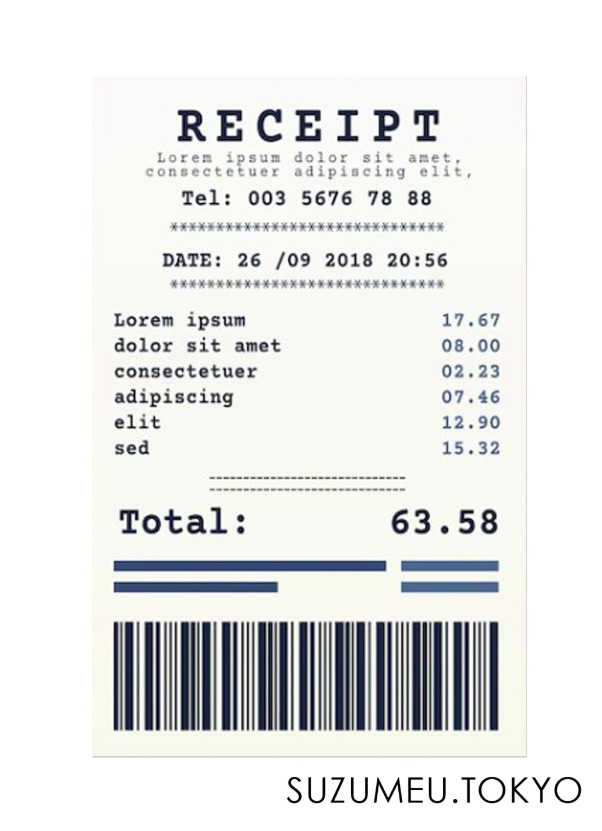 RECEIPT
Lorem ipsum dolor sit amet,
consectetuer adipiscing elit,
Tel: 003 5676 78 88
******************************
DATE: 26 /09 2018 20:56
******************************
Lorem ipsum 17.67
dolor sit amet 08.00
consectetuer 02.23
adipiscing 07.46
elit 12.90
sed 15.32
Total: 63.58
SUZUMEU.TOKYO